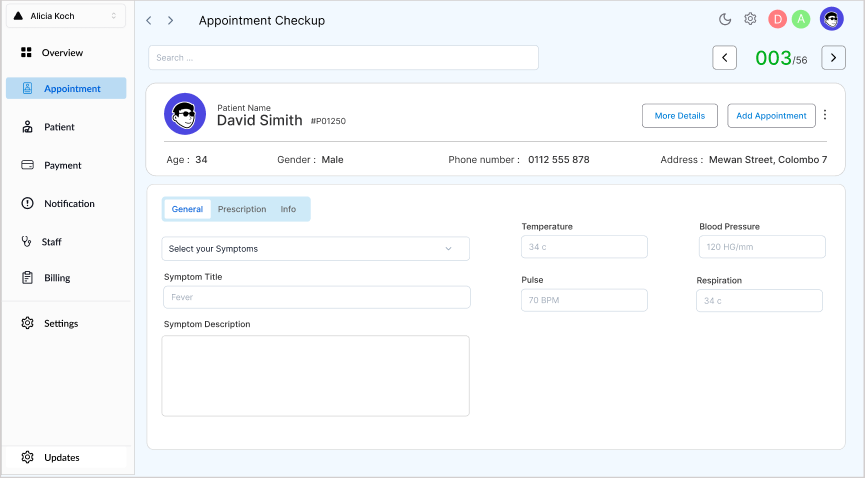 Alicia Koch
Overview
Appointment
Patient
Payment
Notification
Staff
Billing
Settings
Updates
Appointment Checkup
D
A
Search ...
003/56
Patient Name
David Simith #P01250
More Details
Add Appointment
Age : 34
Gender : Male
Phone number : 0112 555 878
Address : Mewan Street, Colombo 7
General
Prescription
Info
Select your Symptoms
Symptom Title
Fever
Symptom Description
Temperature
34 c
Blood Pressure
120 HG/mm
Pulse
70 BPM
Respiration
34 c